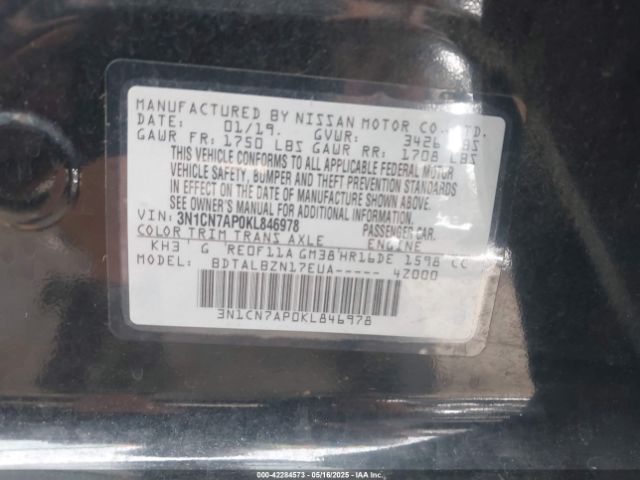 MANUFACTURED BY NISSAN MOTOR CO., LTD.
DATE: 01/19. GVWR: 3426 LBS
GAWR FR: 1750 LBS GAWR RR: 1708 LBS
THIS VEHICLE CONFORMS TO ALL APPLICABLE FEDERAL MOTOR
VEHICLE SAFETY, BUMPER AND THEFT PREVENTION STANDARDS
IN EFFECT ON THE DATE OF MANUFACTURE SHOWN ABOVE.
SEE OWNER'S MANUAL FOR ADDITIONAL INFORMATION.
VIN: 3N1CN7AP0KL846978 PASSENGER CAR.
COLOR TRIM TRANS AXLE ENGINE
KH3 G RE0F11A GM38 HR16DE 1598 CC
MODEL: BDTALBZN17EUA----- 4Z000
3N1CN7AP0KL846978
000-42284573 - 05/16/2025 - IAAI.COM